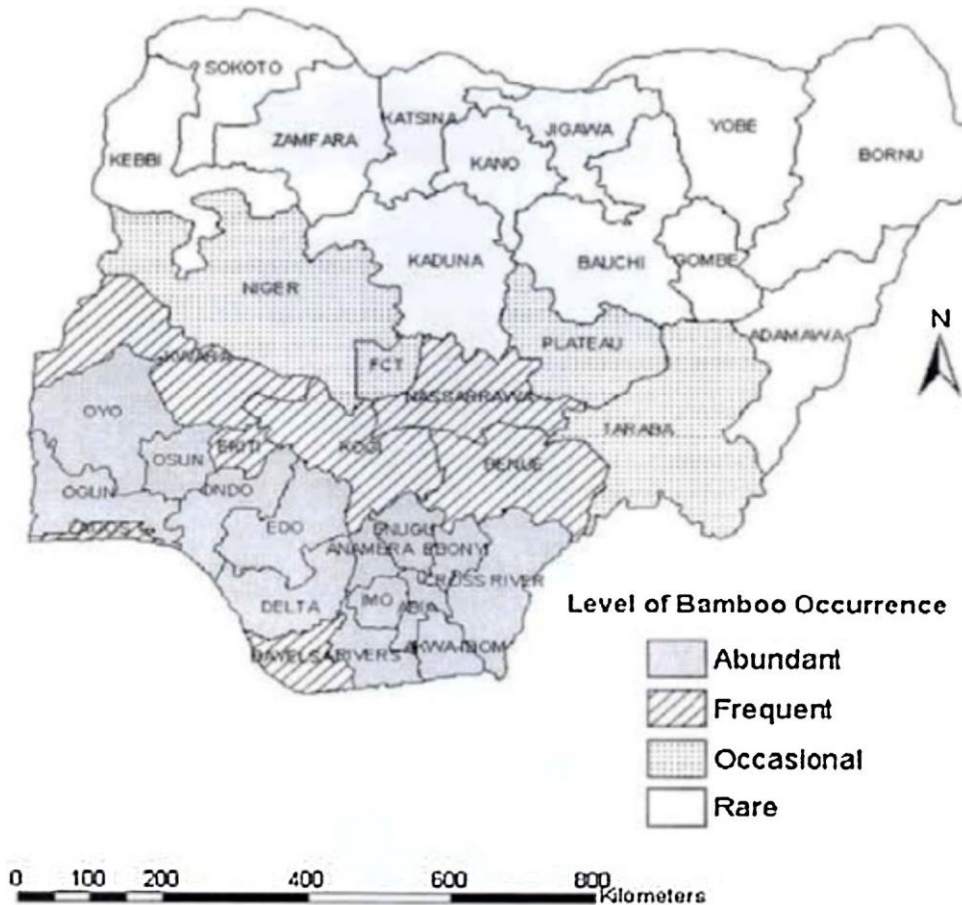 SOKOTO
KATSINA
ZAMFARA
JIGAWA
YOBE
KEBBI
KANO
BORNU
KADUNA
BAUCHI
GOMBE
NIGER
ADAMAWA
N
PLATEAU
KWARA
FCT
NASSARRAWA
OYO
TARABA
EKITI
KOGI
OSUN
BENUE
OGUN
ONDO
LAGOS
EDO
ENUGU
ANAMBRA EBONYI
CROSS RIVER
IMO
ABIA
DELTA
BAYELSA RIVERS
AKWA-IBOM
Level of Bamboo Occurrence
Abundant
Frequent
Occasional
Rare
0 100 200 400 600 800
Kilometers